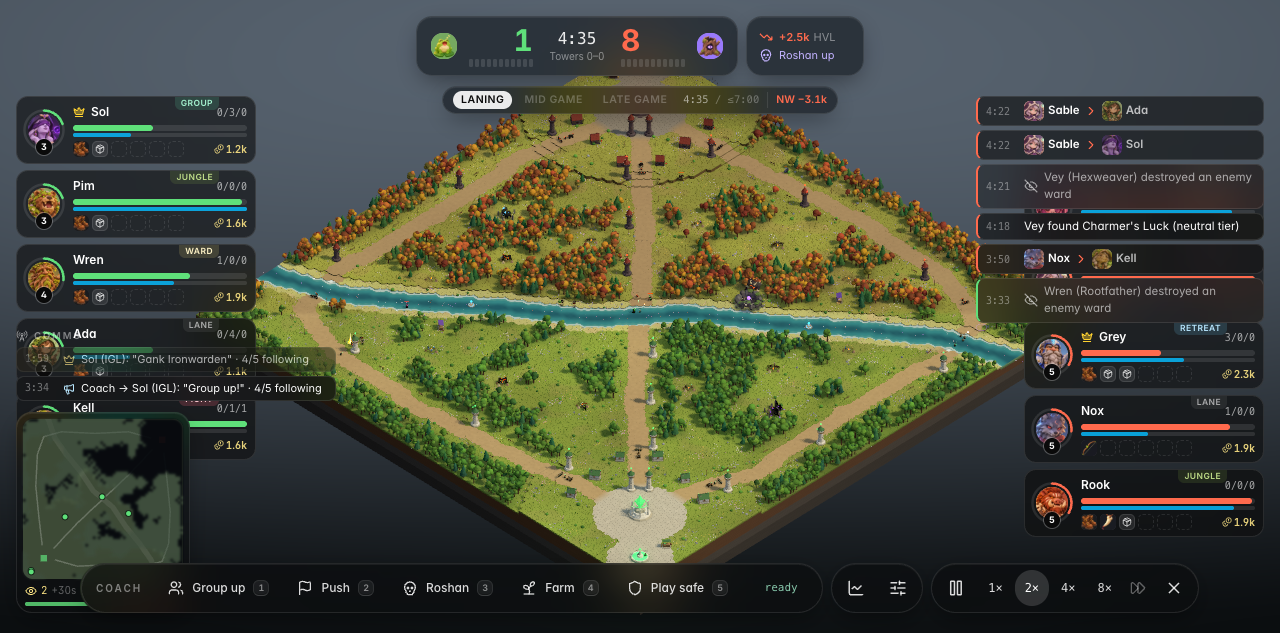 1 4:35 8
Towers 0–0
+2.5k HVL
Roshan up
LANING MID GAME LATE GAME 4:35 / ≤7:00 NW −3.1k
GROUP
Sol 0/3/0
3
1.2k
JUNGLE
Pim 0/0/0
3
1.6k
WARD
Wren 1/0/0
4
1.9k
LANE
Ada 0/4/0
3
1.1k
1:59 Sol (IGL): "Gank Ironwarden" · 4/5 following
3:34 Coach → Sol (IGL): "Group up!" · 4/5 following
Kell 0/1/1
1.6k
2 +30s
4:22 Sable > Ada
4:22 Sable > Sol
4:21 Vey (Hexweaver) destroyed an enemy
ward
4:18 Vey found Charmer's Luck (neutral tier)
3:50 Nox > Kell
3:33 Wren (Rootfather) destroyed an
enemy ward
RETREAT
Grey 3/0/0
5
2.3k
LANE
Nox 1/0/0
5
1.9k
JUNGLE
Rook 0/0/0
5
1.9k
COACH Group up 1 Push 2 Roshan 3 Farm 4 Play safe 5 ready
1× 2× 4× 8×